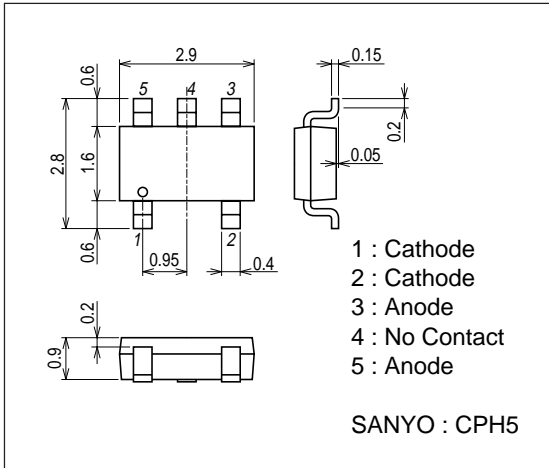 2.9
0.15
0.6
5
4
3
0.2
2.8
1.6
0.05
0.6
1
2
0.95
0.4
1 : Cathode
2 : Cathode
3 : Anode
4 : No Contact
5 : Anode
0.2
0.9
SANYO : CPH5